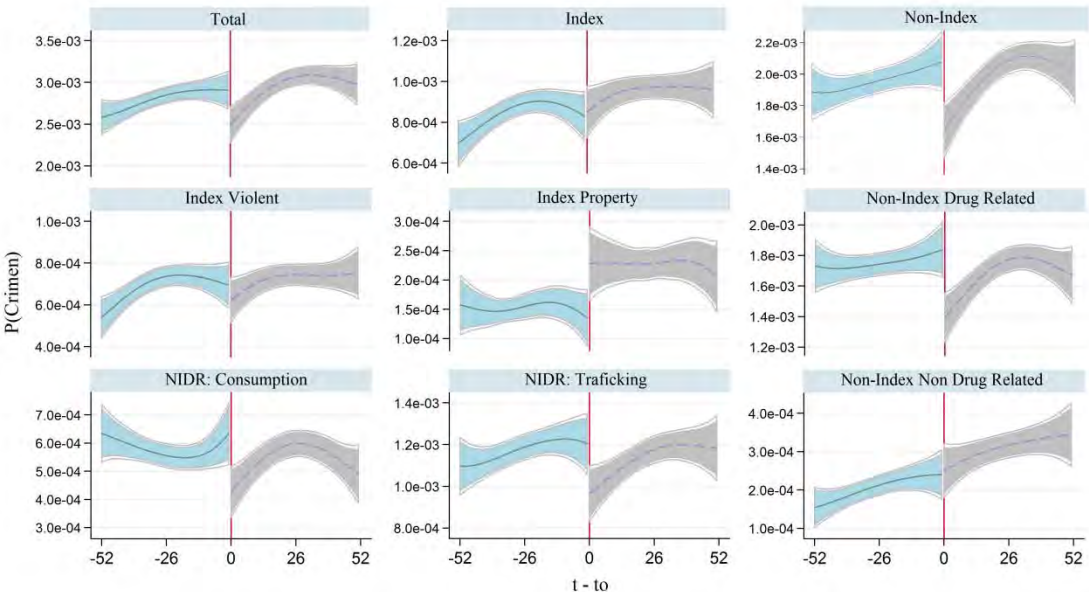 Total
Index
Non-Index
3.5e-03
3.0e-03
2.5e-03
2.0e-03
1.2e-03
1.0e-03
8.0e-04
6.0e-04
2.2e-03
2.0e-03
1.8e-03
1.6e-03
1.4e-03
Index Violent
Index Property
Non-Index Drug Related
1.0e-03
8.0e-04
6.0e-04
4.0e-04
3.0e-04
2.5e-04
2.0e-04
1.5e-04
1.0e-04
2.0e-03
1.8e-03
1.6e-03
1.4e-03
1.2e-03
P(Crimen)
NIDR: Consumption
NIDR: Traficking
Non-Index Non Drug Related
7.0e-04
6.0e-04
5.0e-04
4.0e-04
3.0e-04
1.4e-03
1.2e-03
1.0e-03
8.0e-04
4.0e-04
3.0e-04
2.0e-04
1.0e-04
-52 -26 0 26 52
-52 -26 0 26 52
-52 -26 0 26 52
t - to